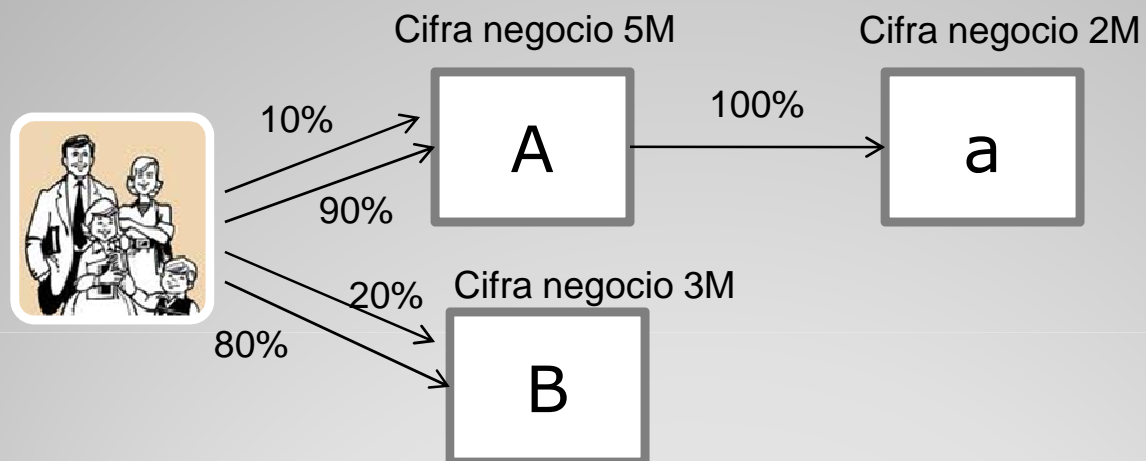 Cifra negocio 5M
Cifra negocio 2M
10%
90%
A
100%
a
20%
80%
Cifra negocio 3M
B